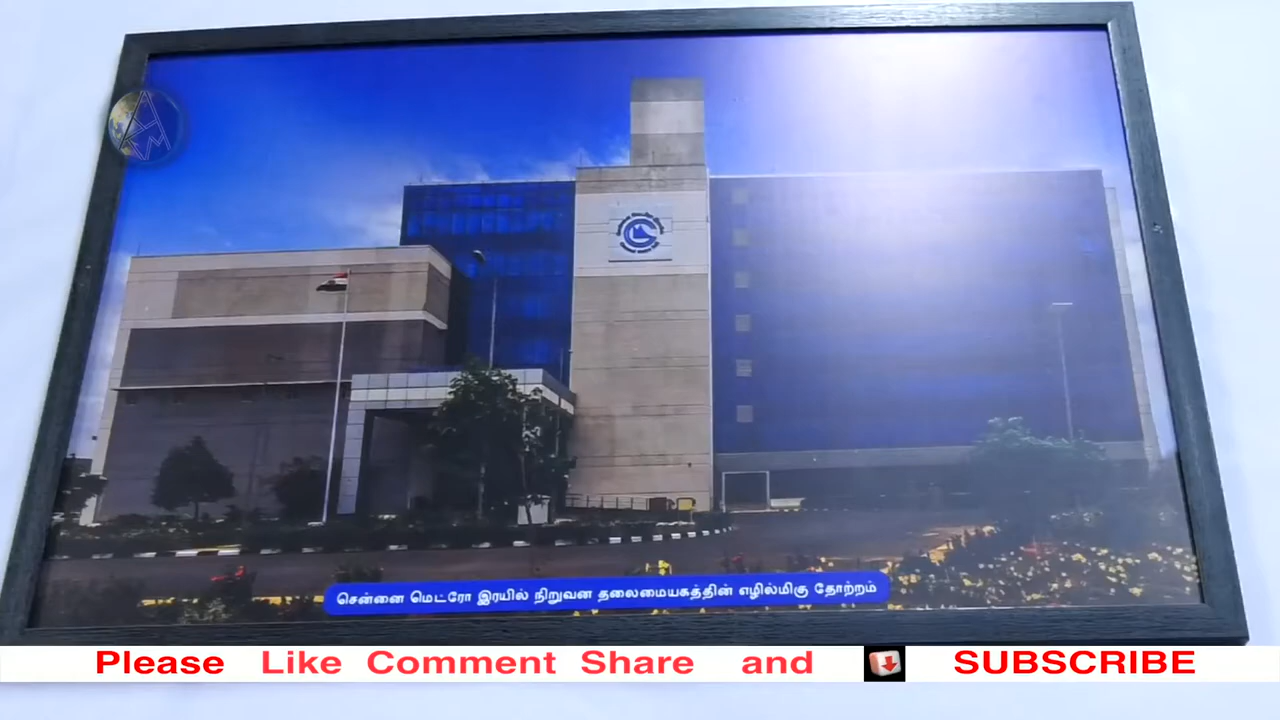 சென்னை மெட்ரோ இரயில் நிறுவன தலைமையகத்தின் எழில்மிகு தோற்றம்
Please Like Comment Share and SUBSCRIBE